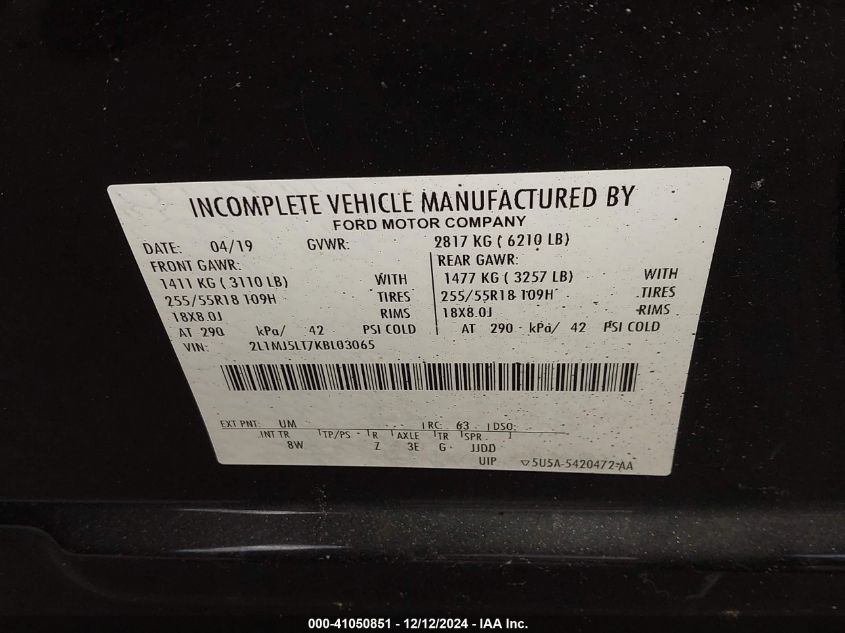 INCOMPLETE VEHICLE MANUFACTURED BY
FORD MOTOR COMPANY
DATE: 04/19 GVWR: 2817 KG ( 6210 LB)
FRONT GAWR: REAR GAWR:
1411 KG ( 3110 LB) WITH 1477 KG ( 3257 LB) WITH
255/55R18 109H TIRES 255/55R18 109H TIRES
18X8.0J RIMS 18X8.0J RIMS
AT 290 kPa/ 42 PSI COLD AT 290 kPa/ 42 PSI COLD
VIN: 2L1MJ5LT7KBL03065
EXT PNT: UM RC: 63 DSO:
INT TR TP/PS R AXLE TR SPR
8W Z 3E G JJDD
UIP ▽5U5A-5420472-AA
000-41050851 - 12/12/2024 - IAA Inc.